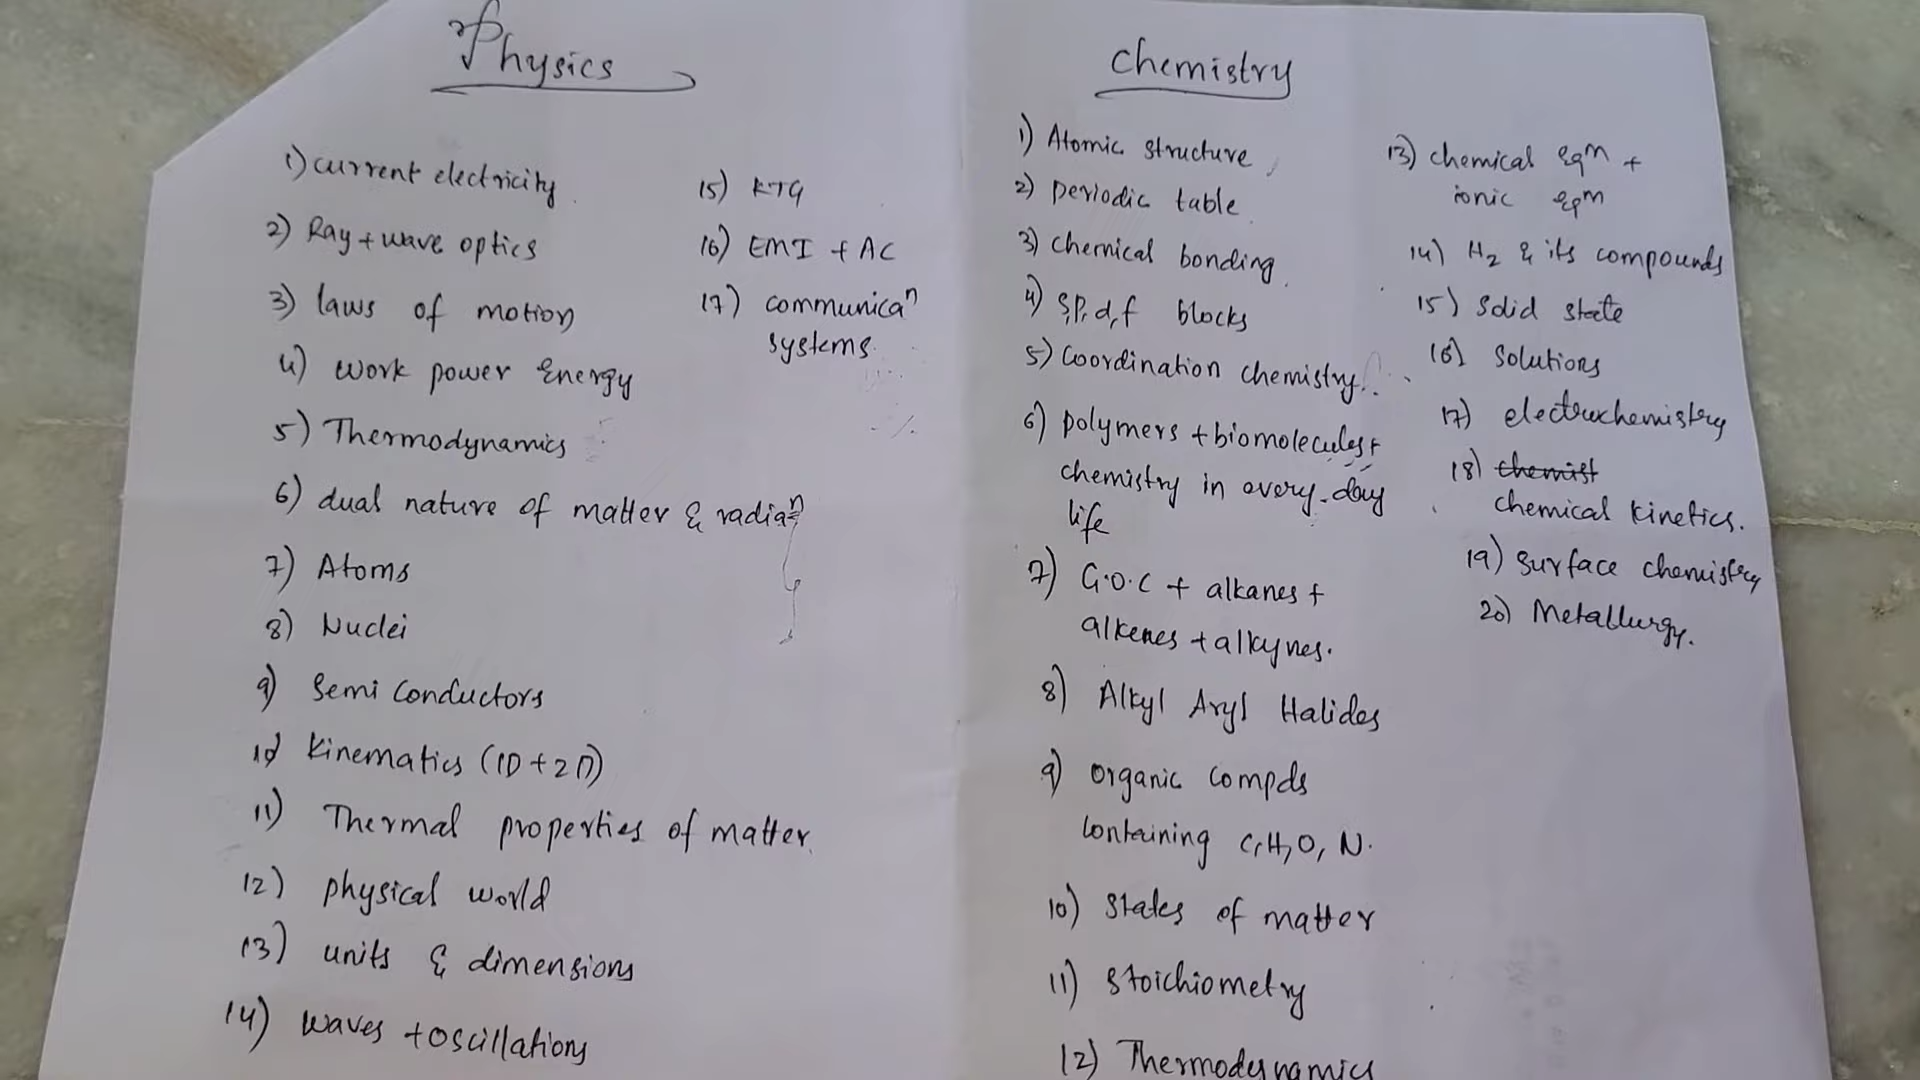 Physics
1) current electricity
2) Ray + wave optics
3) laws of motion
4) work power Energy
5) Thermodynamics
6) dual nature of matter & radiaⁿ
7) Atoms
8) Nuclei
9) Semi conductors
10) Kinematics (1D + 2D)
11) Thermal properties of matter
12) physical world
13) units & dimensions
14) waves + oscillations
15) KTG
16) EMI + AC
17) communicaⁿ
systems
Chemistry
1) Atomic structure
2) periodic table
3) chemical bonding
4) s,p,d,f blocks
5) Coordination chemistry
6) polymers + biomolecules +
chemistry in every-day
life
7) G.O.C + alkanes +
alkenes + alkynes.
8) Alkyl Aryl Halides
9) organic compds
containing C,H,O,N.
10) States of matter
11) Stoichiometry
12) Thermodynamics
13) chemical eqm +
ionic eqm
14) H₂ & its compounds
15) Solid state
16) Solutions
17) electrochemistry
18) chemist
chemical kinetics.
19) surface chemistry
20) Metallurgy.